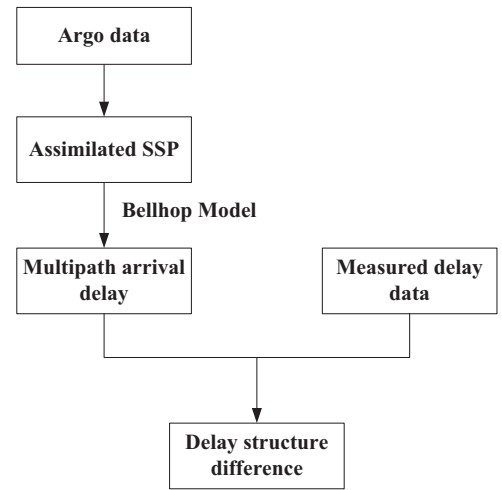 Argo data
Assimilated SSP
Bellhop Model
Multipath arrival
delay
Measured delay
data
Delay structure
difference